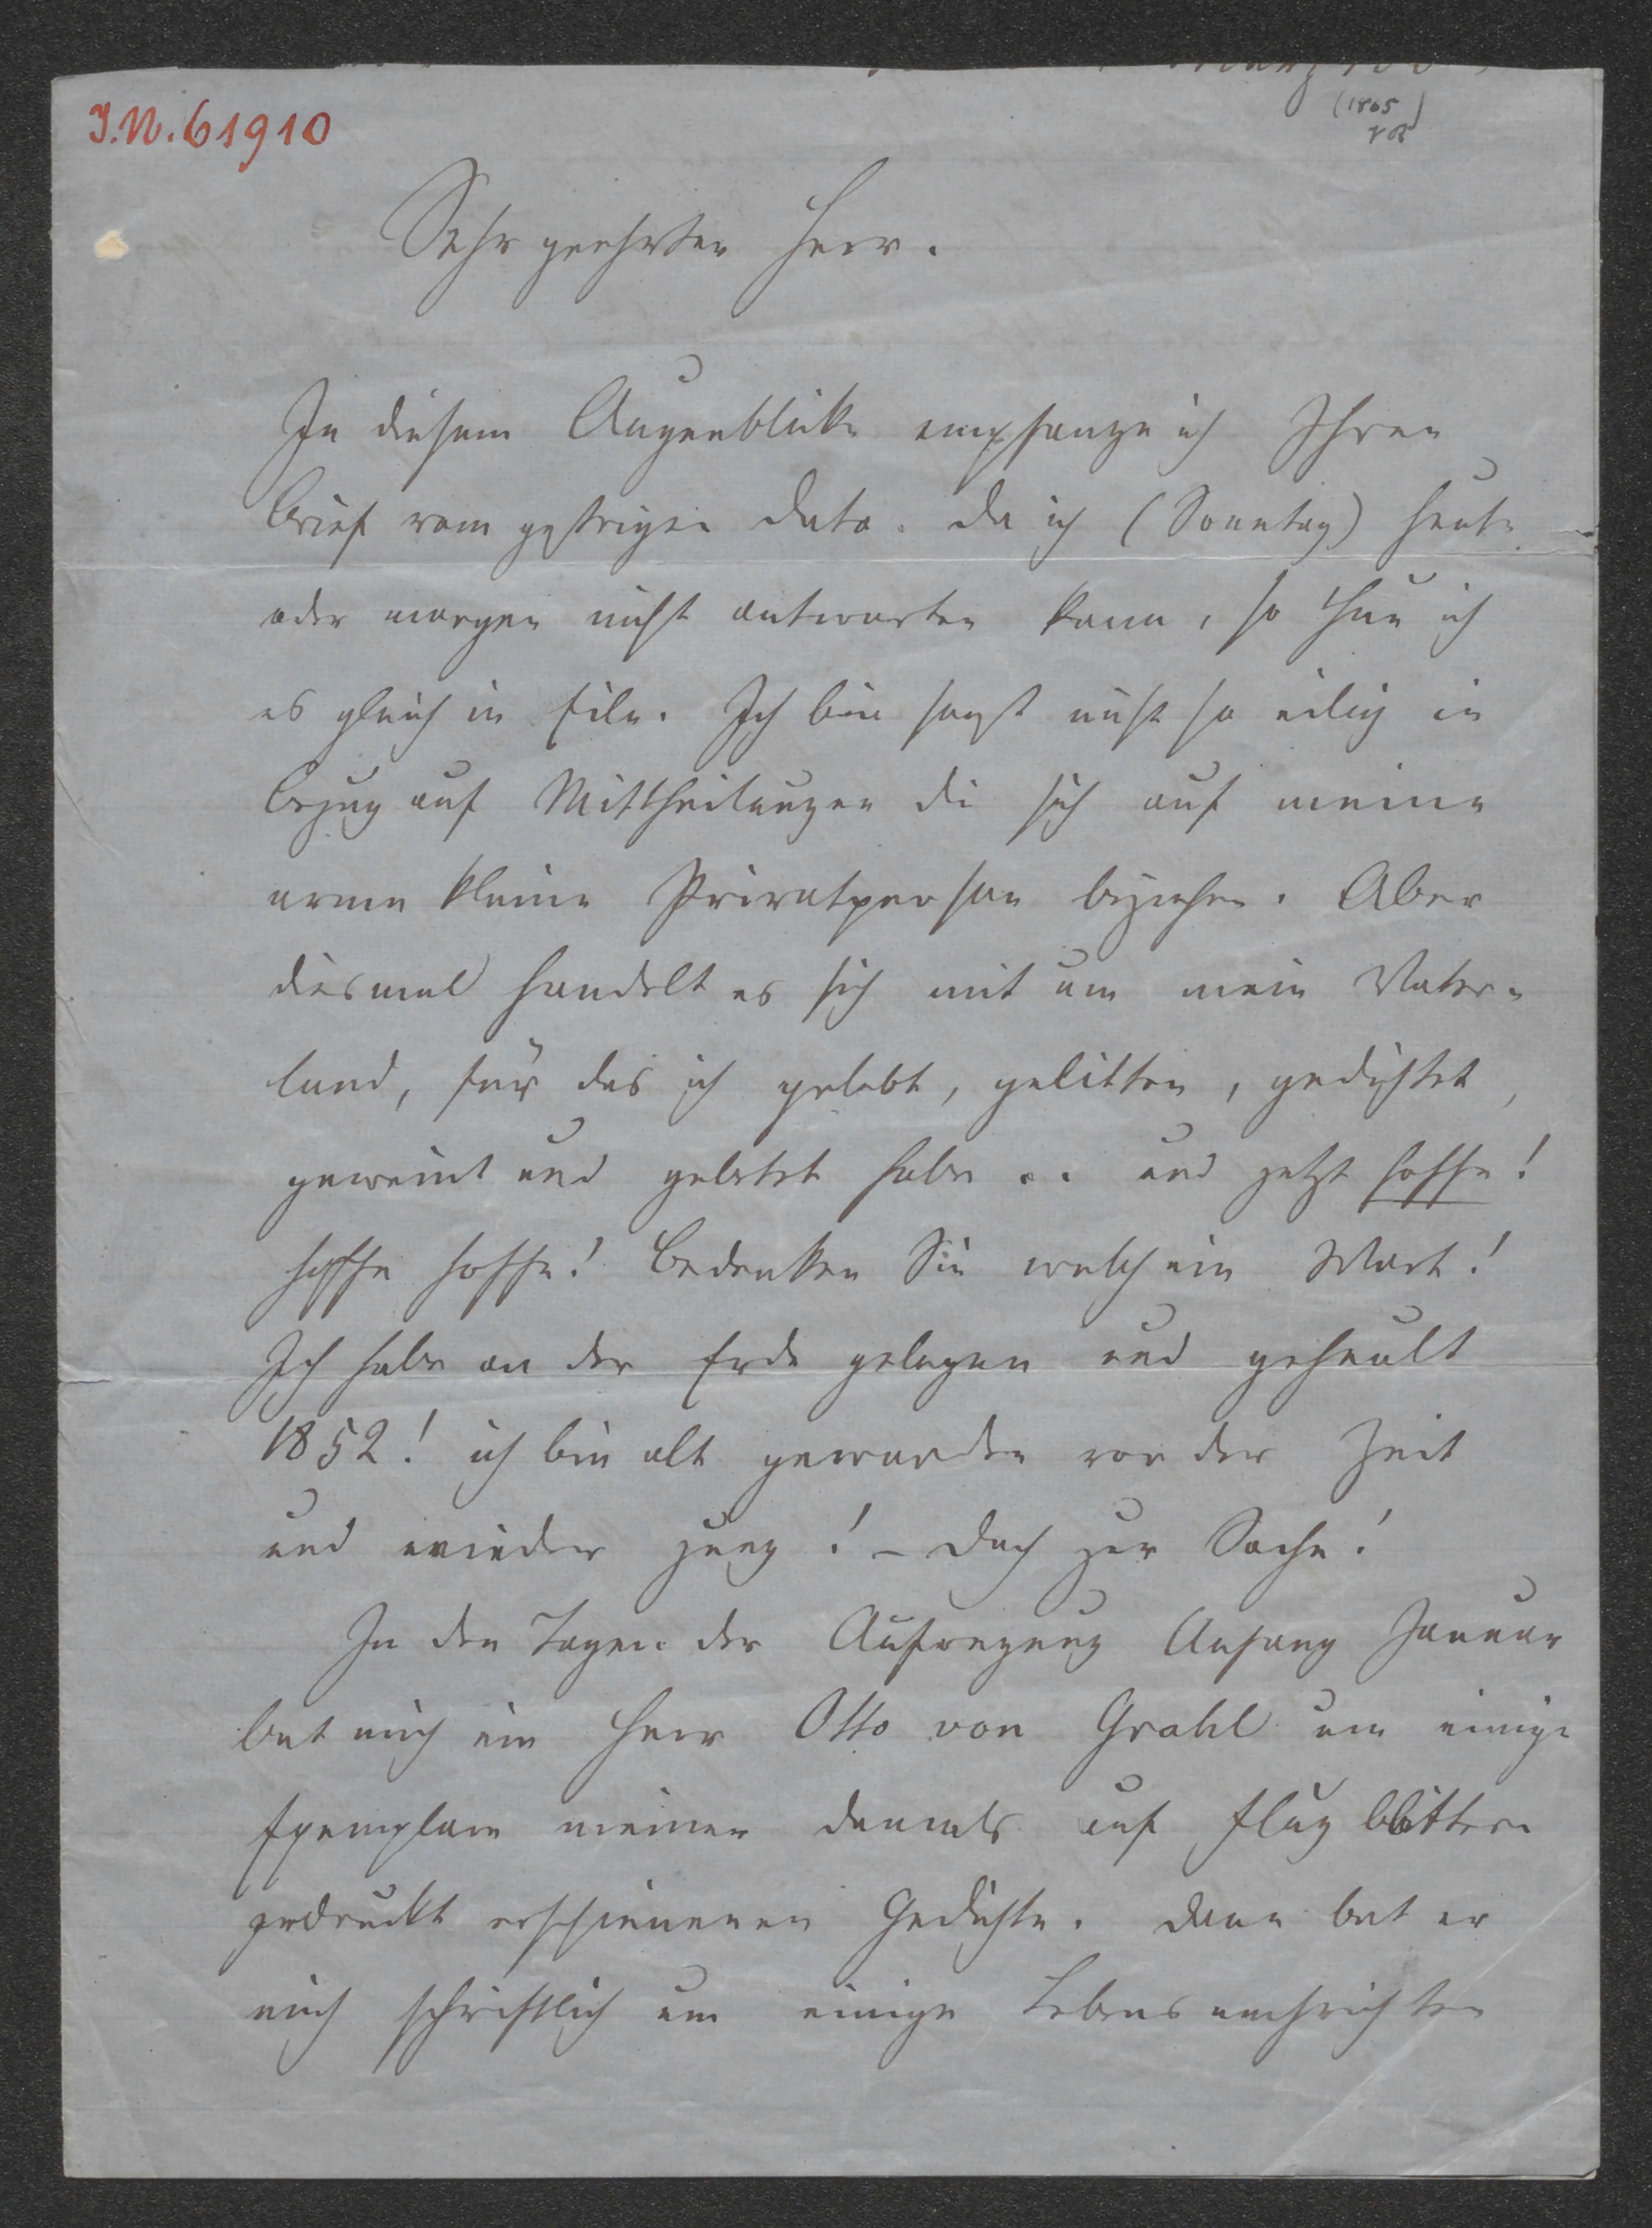 J.N. 61910
(1865)
Sehr geehrter Herr.
In diesem Augenblicke empfange ich Ihren
Brief vom gestrigen Dato. Da ich (Sonntag) heute
oder morgen nicht antworten kann, so thue ich
es gleich in Eile. Ich bin sonst nicht so eilig in
Bezug auf Mittheilungen die sich auf meine
arme kleine Privatperson beziehen. Aber
diesmal handelt es sich mit um mein Vater-
land, für das ich gelebt, gelitten, gedichtet,
geweint und gebetet habe .. und jetzt hoffe!
hoffe hoffe! Bedenken Sie welch ein Wort!
Ich habe an der Erde gelegen und geheult
1852! ich bin alt geworden vor der Zeit
und wieder jung! – Doch zur Sache!
In den Tagen der Aufregung Anfang Januar
bat mich ein Herr Otto von Grahl um einige
Exemplare meiner damals auf Flugblättern
gedruckt erschienenen Gedichte. Dann bat er
mich schriftlich um einige Lebensnachrichten